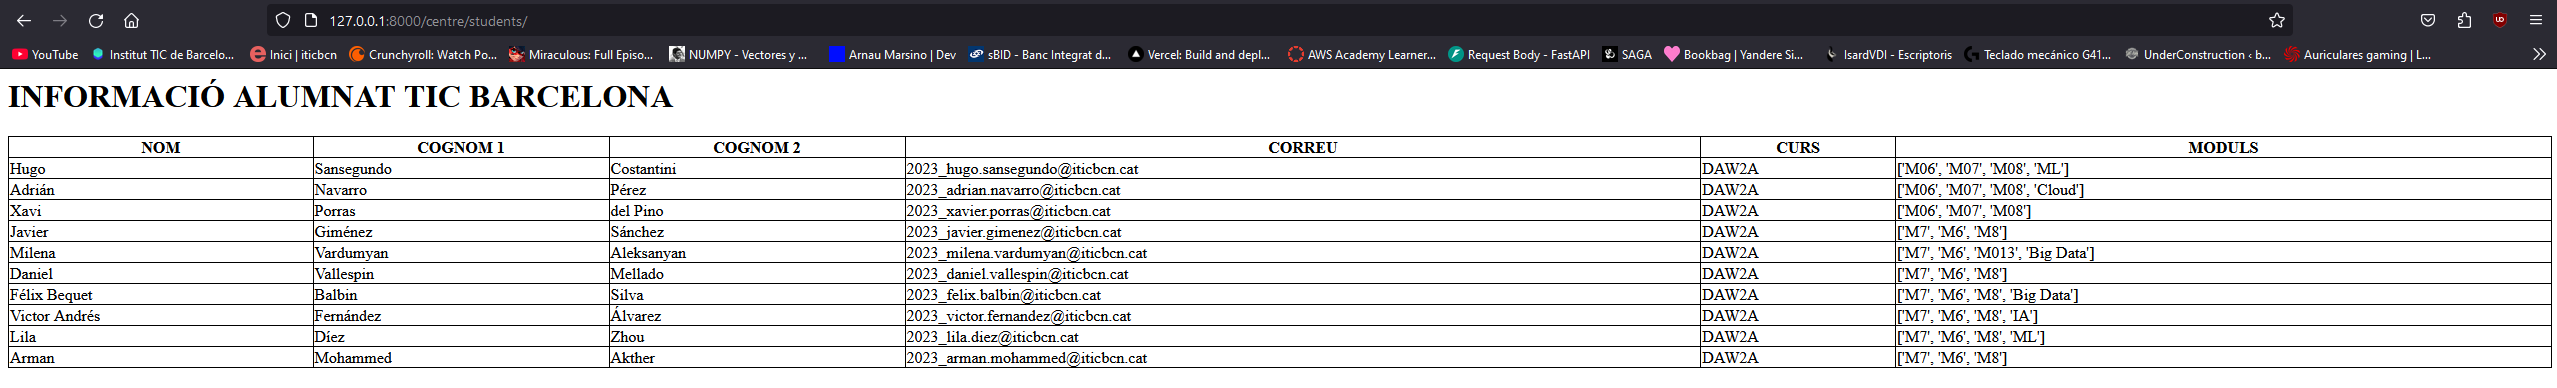 127.0.0.1:8000/centre/students/
YouTube Institut TIC de Barcelo... Inici | iticbcn Crunchyroll: Watch Po... Miraculous: Full Episo... NUMPY - Vectores y ... Arnau Marsino | Dev sBID - Banc Integrat d... Vercel: Build and depl... AWS Academy Learner... Request Body - FastAPI SAGA Bookbag | Yandere Si... IsardVDI - Escriptoris Teclado mecánico G41... UnderConstruction ‹ b... Auriculares gaming | L...
INFORMACIÓ ALUMNAT TIC BARCELONA
NOM COGNOM 1 COGNOM 2 CORREU CURS MODULS
Hugo Sansegundo Costantini 2023_hugo.sansegundo@iticbcn.cat DAW2A ['M06', 'M07', 'M08', 'ML']
Adrián Navarro Pérez 2023_adrian.navarro@iticbcn.cat DAW2A ['M06', 'M07', 'M08', 'Cloud']
Xavi Porras del Pino 2023_xavier.porras@iticbcn.cat DAW2A ['M06', 'M07', 'M08']
Javier Giménez Sánchez 2023_javier.gimenez@iticbcn.cat DAW2A ['M7', 'M6', 'M8']
Milena Vardumyan Aleksanyan 2023_milena.vardumyan@iticbcn.cat DAW2A ['M7', 'M6', 'M013', 'Big Data']
Daniel Vallespin Mellado 2023_daniel.vallespin@iticbcn.cat DAW2A ['M7', 'M6', 'M8']
Félix Bequet Balbin Silva 2023_felix.balbin@iticbcn.cat DAW2A ['M7', 'M6', 'M8', 'Big Data']
Victor Andrés Fernández Álvarez 2023_victor.fernandez@iticbcn.cat DAW2A ['M7', 'M6', 'M8', 'IA']
Lila Díez Zhou 2023_lila.diez@iticbcn.cat DAW2A ['M7', 'M6', 'M8', 'ML']
Arman Mohammed Akther 2023_arman.mohammed@iticbcn.cat DAW2A ['M7', 'M6', 'M8']